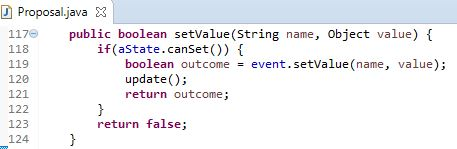 Proposal.java
117 public boolean setValue(String name, Object value) {
118 if(aState.canSet()) {
119 boolean outcome = event.setValue(name, value);
120 update();
121 return outcome;
122 }
123 return false;
124 }